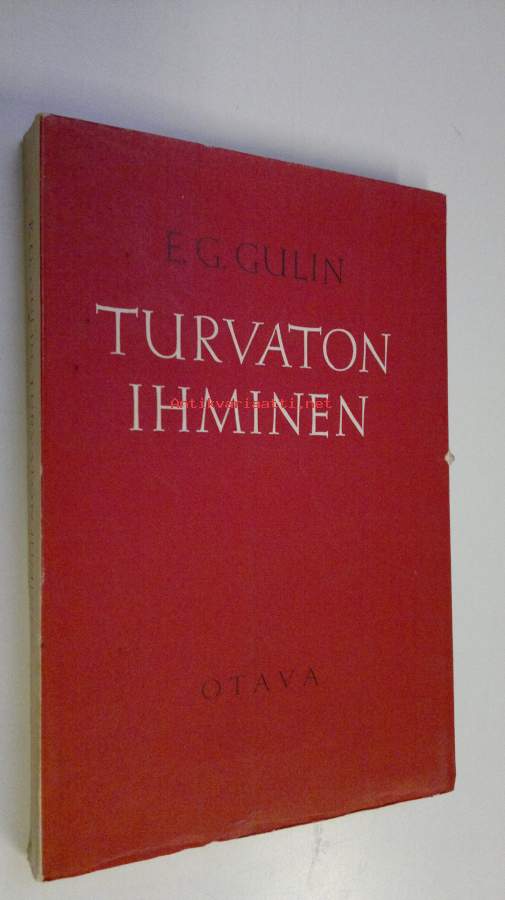 E. G. GULIN
TURVATON
IHMINEN
Antikvariaatti.net
OTAVA